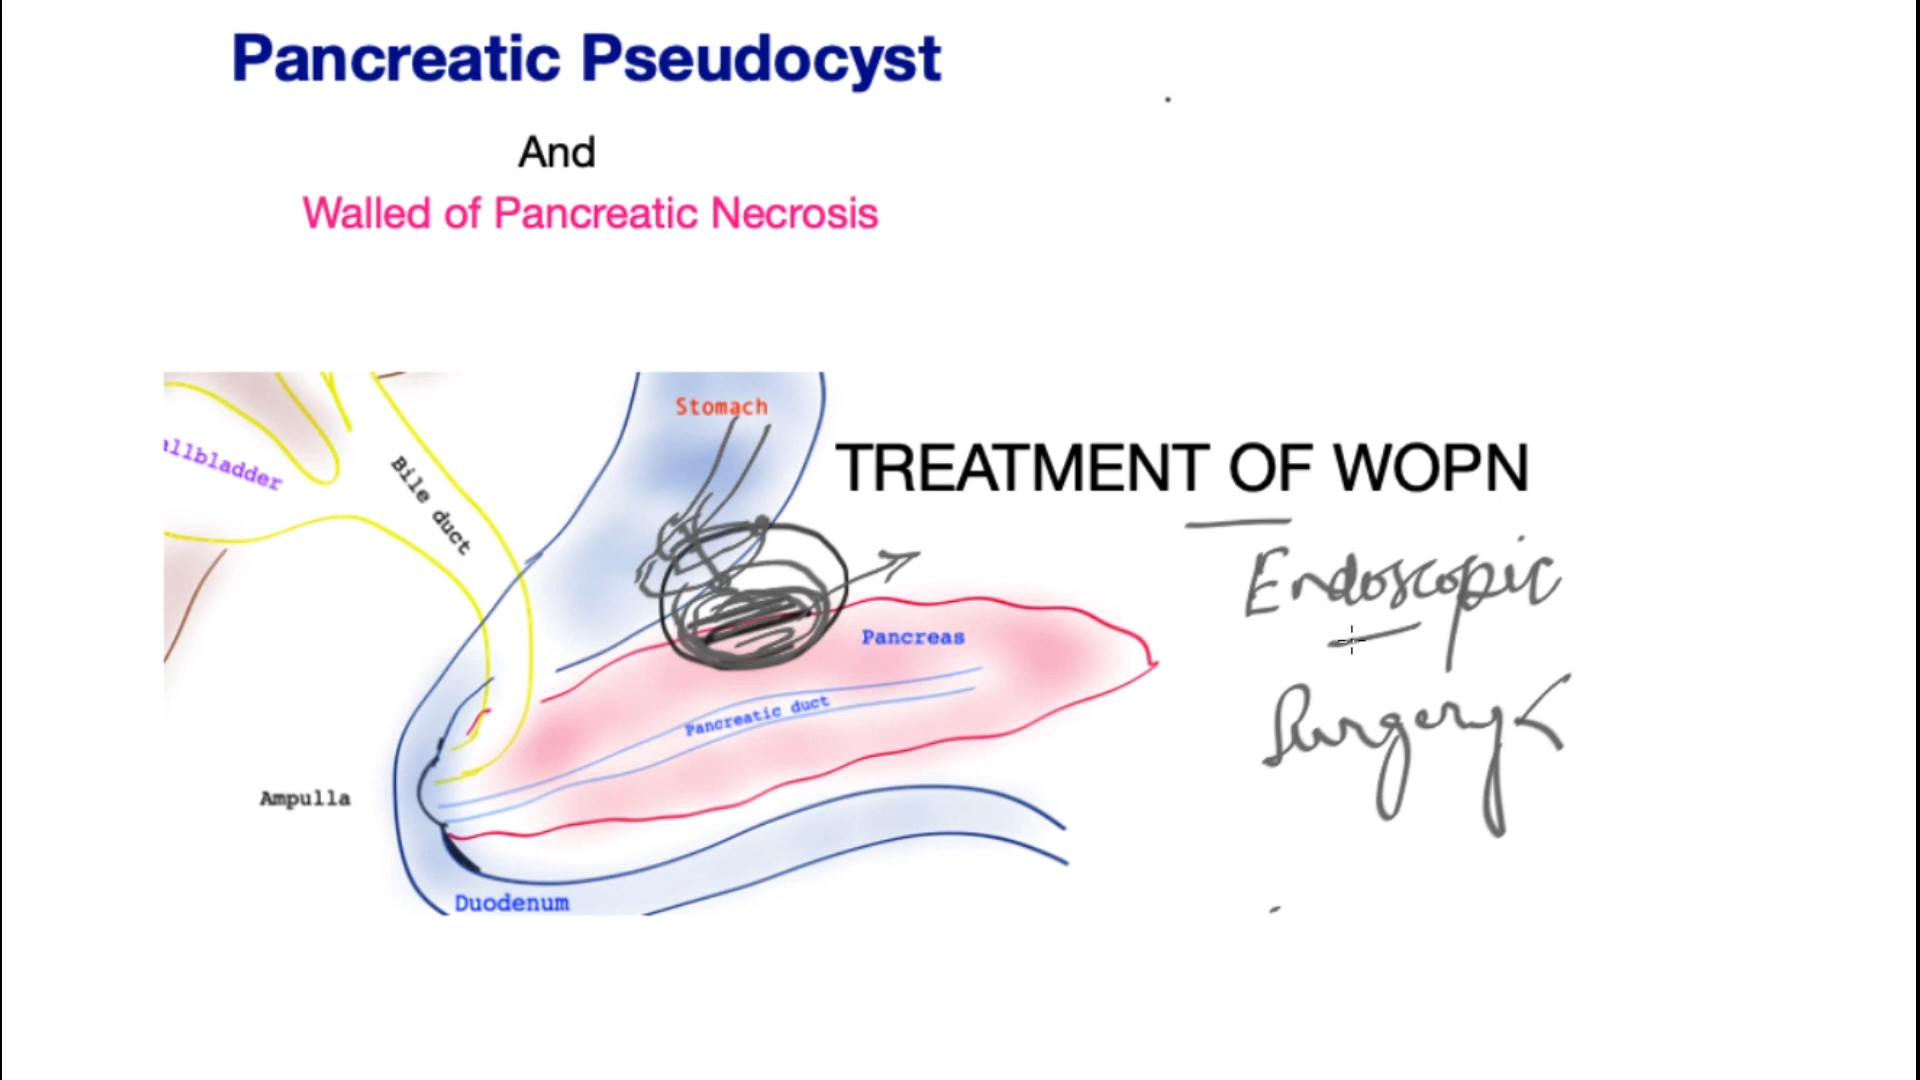 Pancreatic Pseudocyst
And
Walled of Pancreatic Necrosis
Stomach
allbladder
Bile duct
TREATMENT OF WOPN
Endoscopic
Pancreas
Pancreatic duct
Surgery
Ampulla
Duodenum